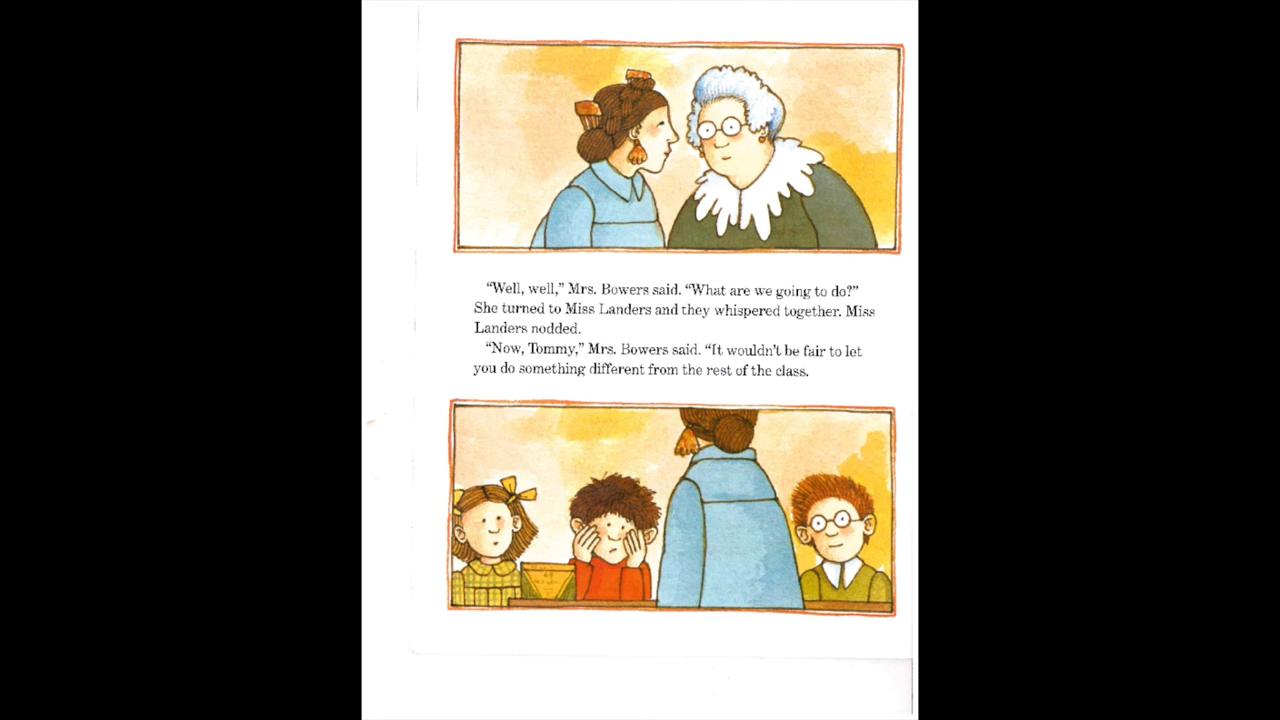 “Well, well,” Mrs. Bowers said. “What are we going to do?”
She turned to Miss Landers and they whispered together. Miss
Landers nodded.
“Now, Tommy,” Mrs. Bowers said. “It wouldn’t be fair to let
you do something different from the rest of the class.